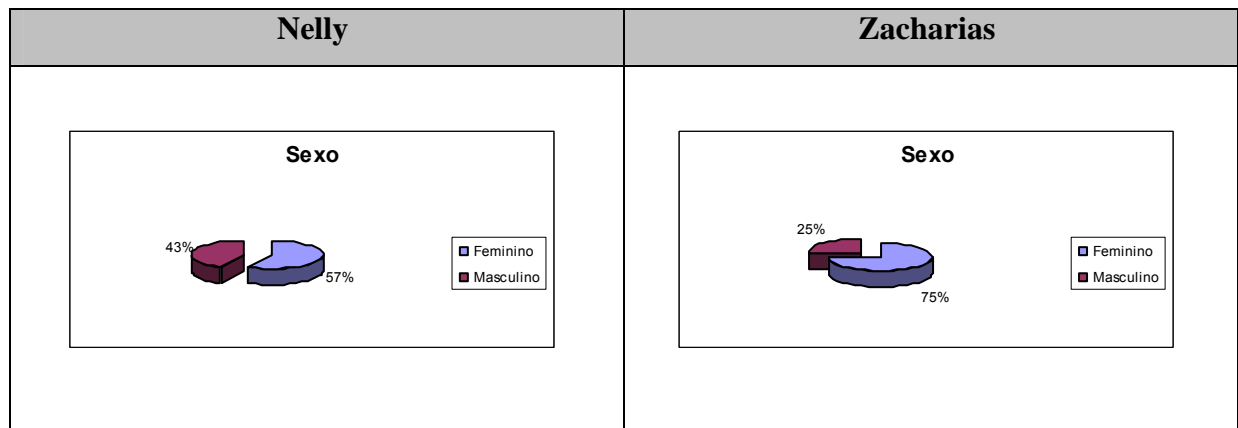 Nelly
Zacharias
Sexo
43%
57%
Feminino
Masculino
Sexo
25%
75%
Feminino
Masculino